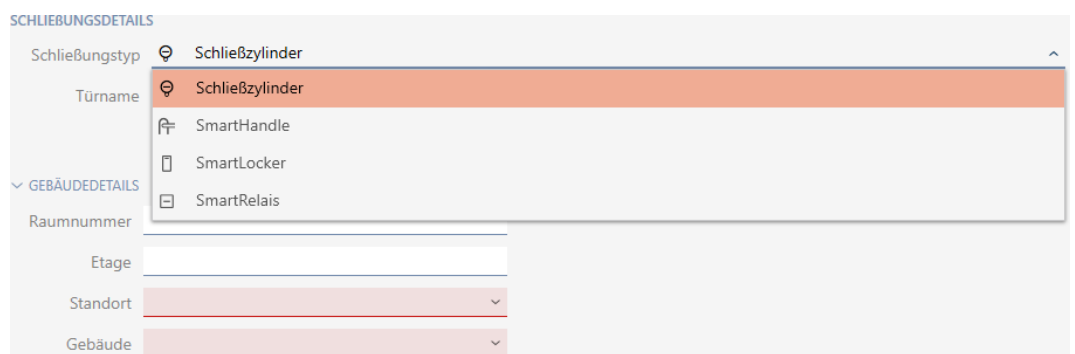 SCHLIEßUNGSDETAILS
Schließungstyp Schließzylinder
Türname Schließzylinder
SmartHandle
SmartLocker
GEBÄUDEDETAILS
SmartRelais
Raumnummer
Etage
Standort
Gebäude